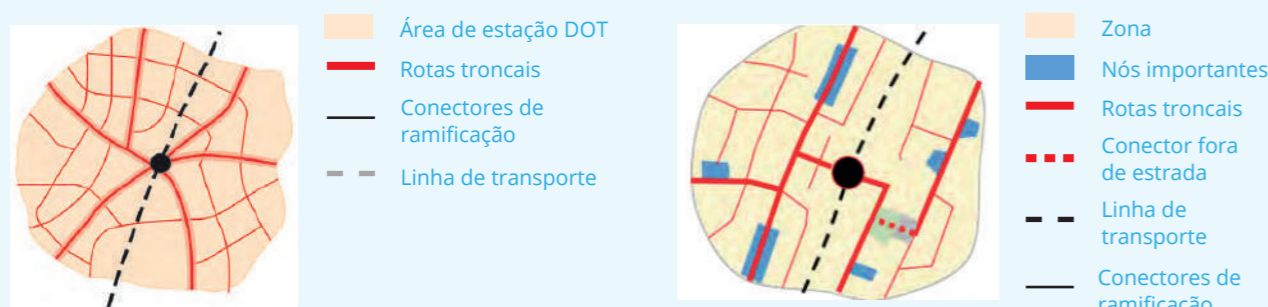 Área de estação DOT
Rotas troncais
Conectores de
ramificação
Linha de transporte
Zona
Nós importantes
Rotas troncais
Conector fora
de estrada
Linha de
transporte
Conectores de
ramificação